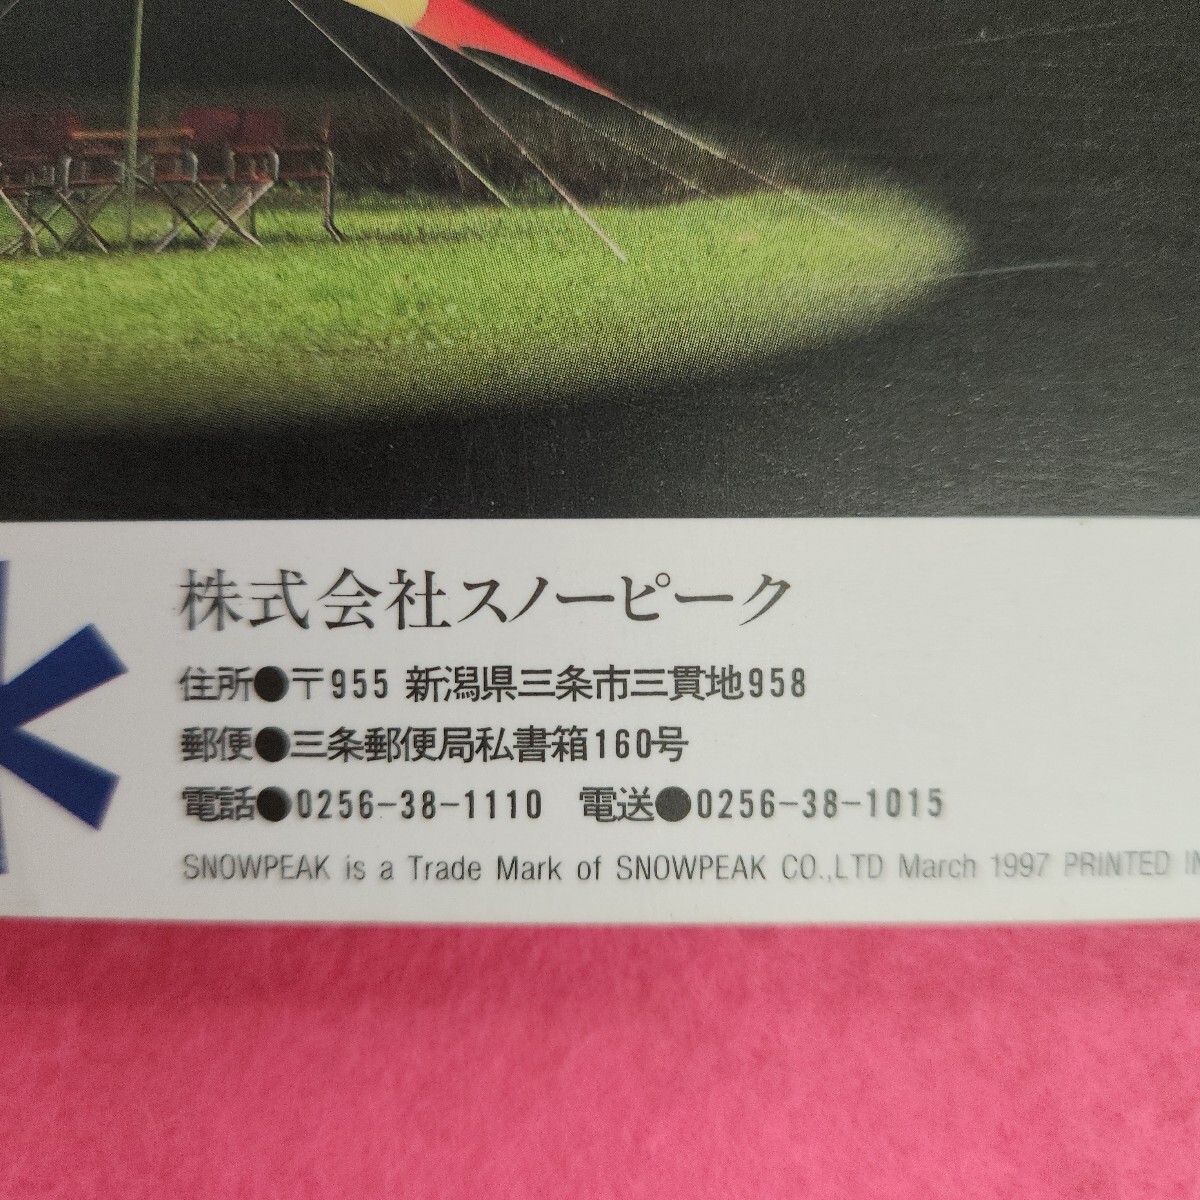 株式会社スノーピーク
住所●〒955 新潟県三条市三貫地958
郵便●三条郵便局私書箱160号
電話●0256-38-1110 電送●0256-38-1015
SNOWPEAK is a Trade Mark of SNOWPEAK CO.,LTD March 1997 PRINTED IN